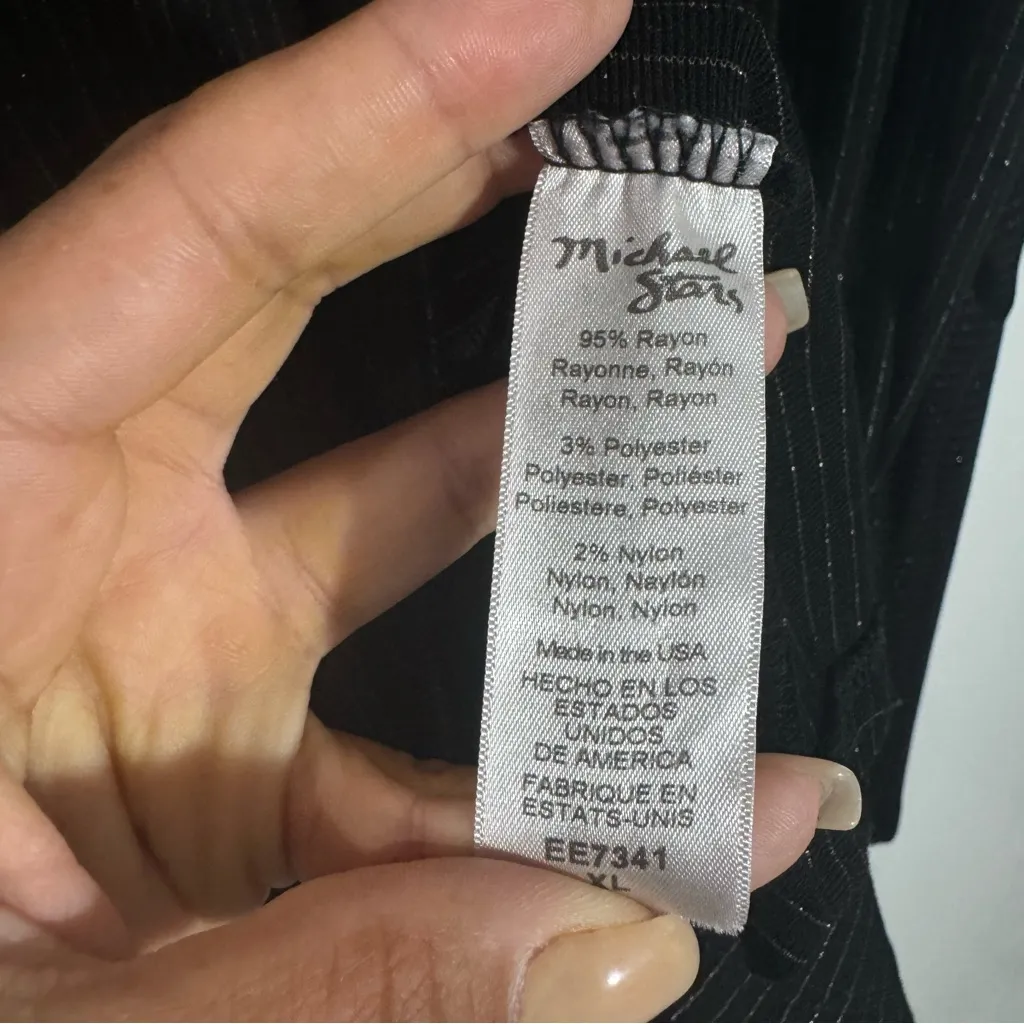 Michael
Stars
95% Rayon
Rayonne, Rayón
Rayon, Rayon
3% Polyester
Polyester, Poliéster
Poliestere, Polyester
2% Nylon
Nylon, Naylón
Nylon, Nylon
Made in the USA
HECHO EN LOS
ESTADOS
UNIDOS
DE AMERICA
FABRIQUE EN
ESTATS-UNIS
EE7341
XL